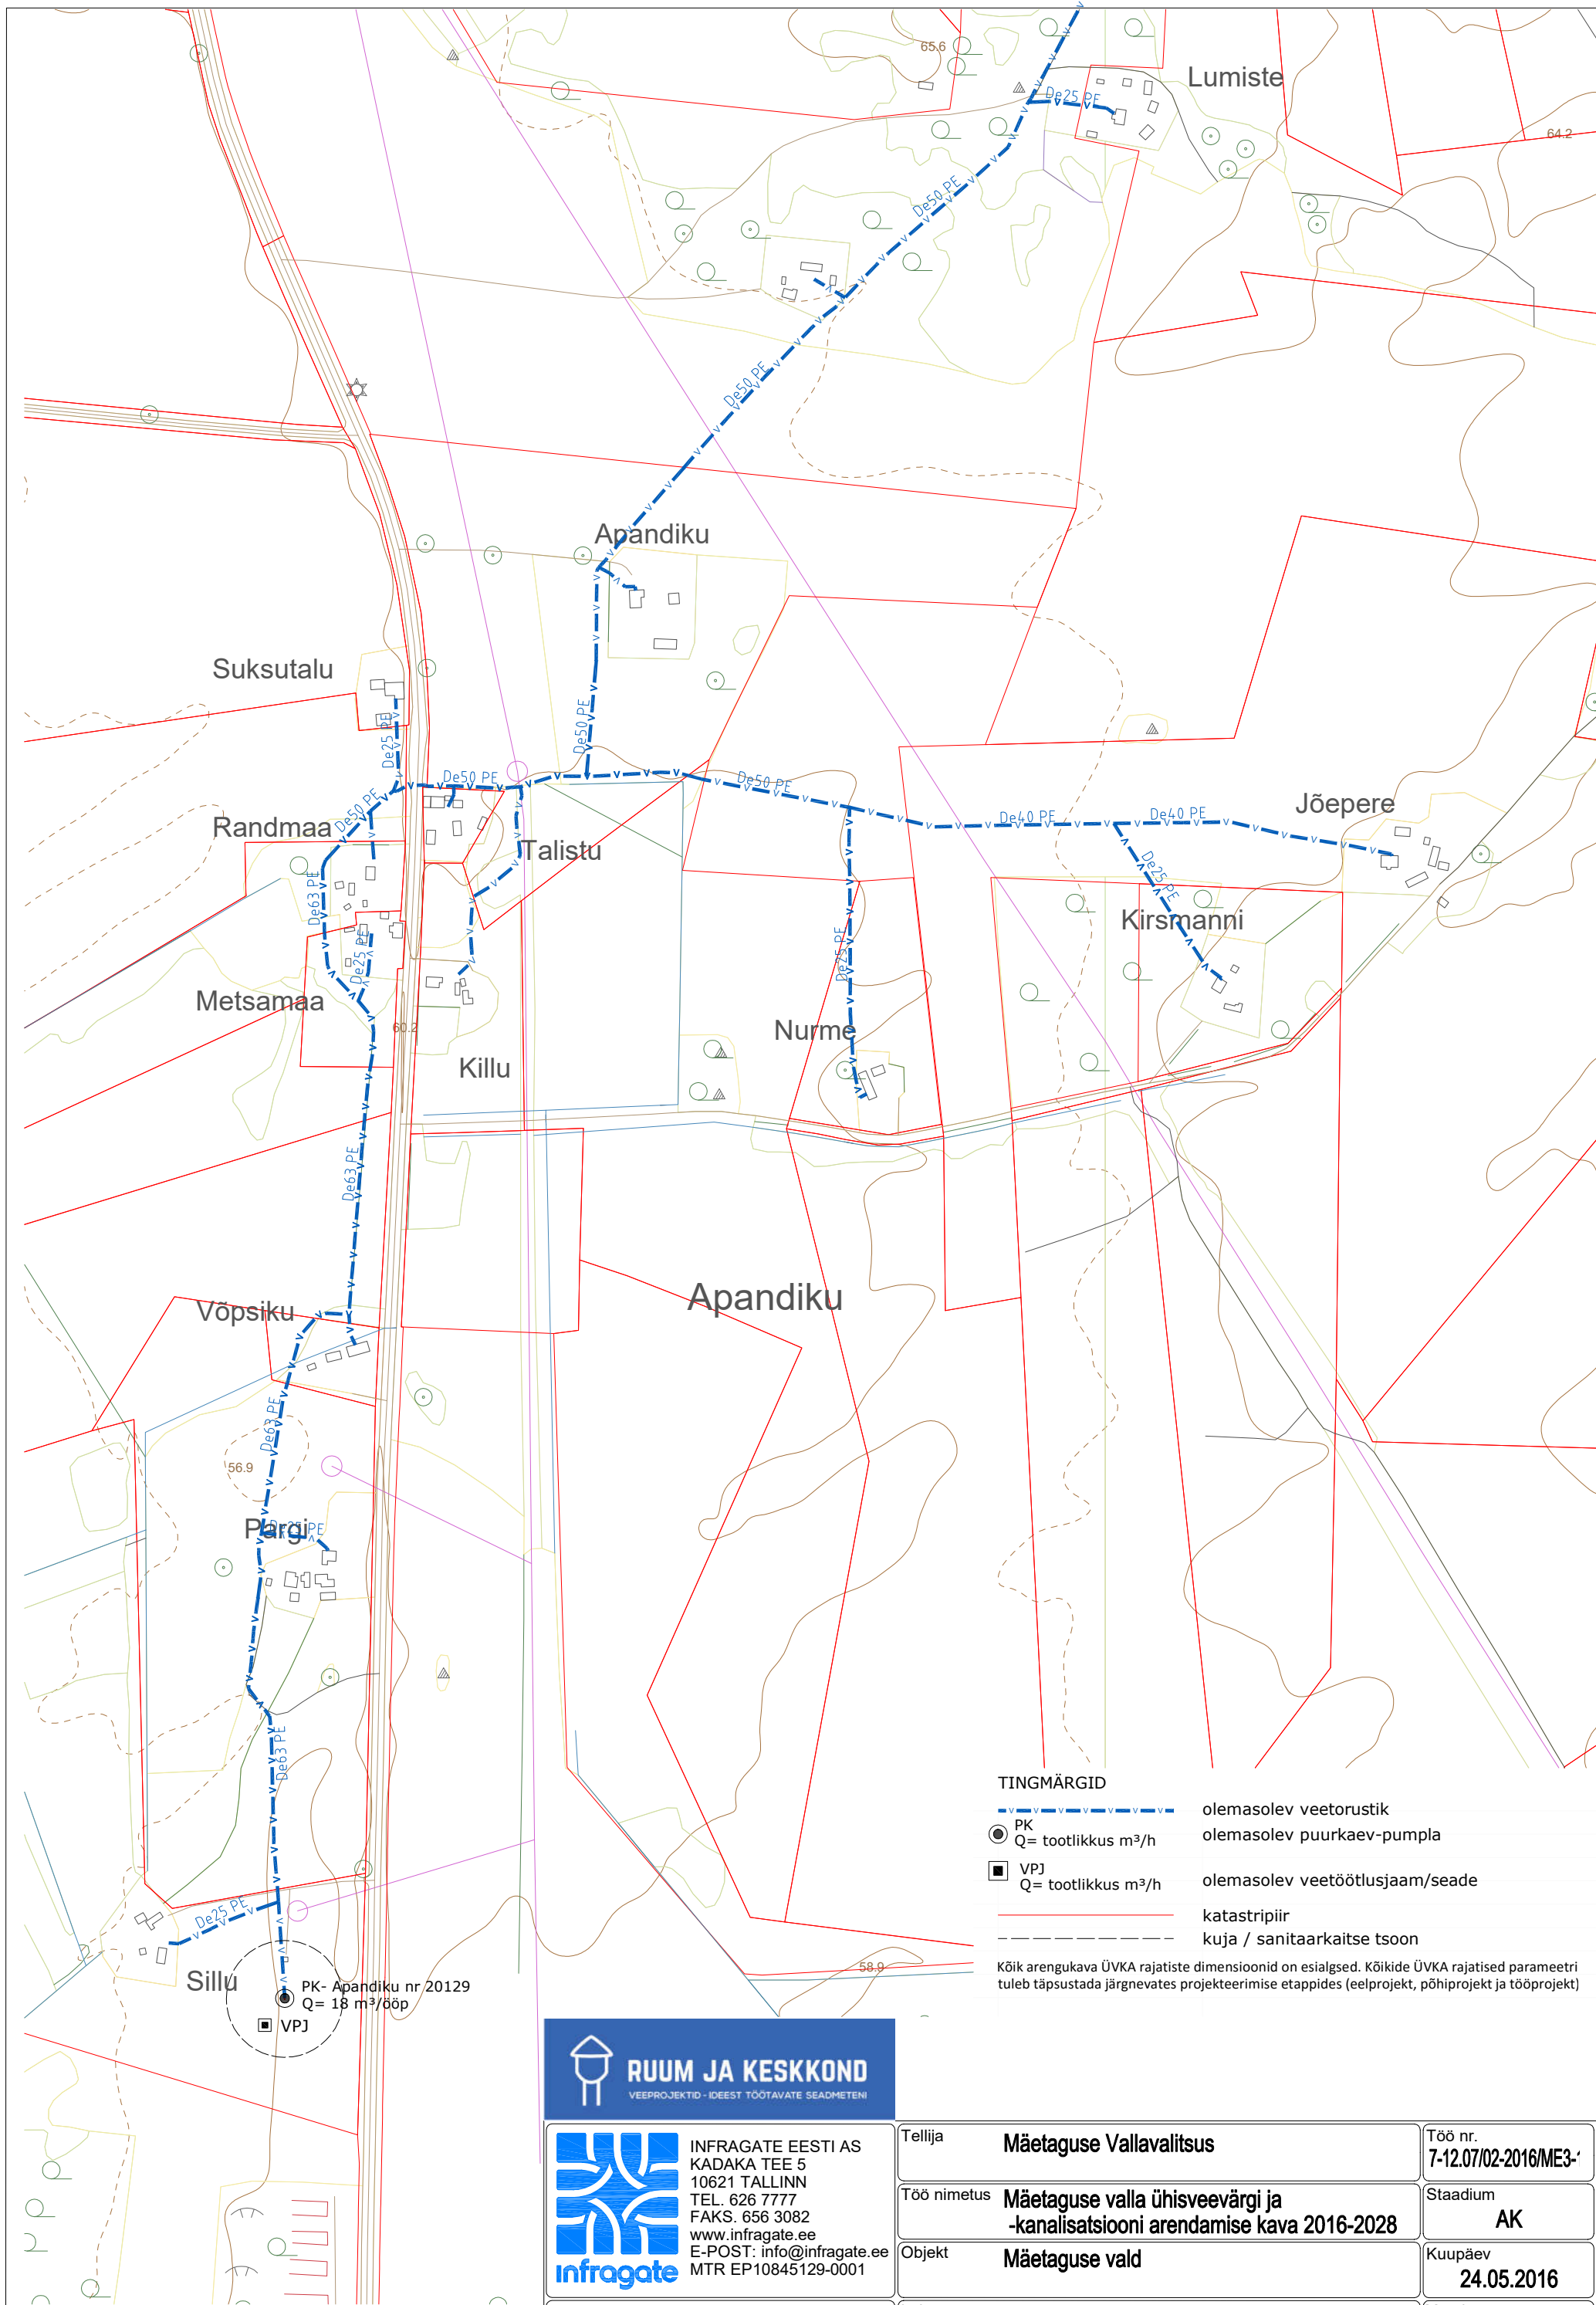 65.6
Lumiste
De25 PE
64.2
De50 PE
De50 PE
Apandiku
Suksutalu
De50 PE
De25 PE
De50 PE
De50 PE
De50 PE
De40 PE
De40 PE
Jõepere
Randmaa
Talistu
De63 PE
De25 PE
Kirsmanni
De25 PE
De25 PE
Metsamaa
60.2
Nurme
Killu
De63 PE
Apandiku
Võpsiku
De63 PE
56.9
Pargi
De25 PE
De63 PE
De25 PE
Sillu
PK- Apandiku nr 20129
Q= 18 m³/ööp
VPJ
58.9
TINGMÄRGID
olemasolev veetorustik
PK
Q= tootlikkus m³/h
olemasolev puurkaev-pumpla
VPJ
Q= tootlikkus m³/h
olemasolev veetöötlusjaam/seade
katastripiir
kuja / sanitaarkaitse tsoon
Kõik arengukava ÜVKA rajatiste dimensioonid on esialgsed. Kõikide ÜVKA rajatised parameetri
tuleb täpsustada järgnevates projekteerimise etappides (eelprojekt, põhiprojekt ja tööprojekt)
RUUM JA KESKKOND
VEEPROJEKTID - IDEEST TÖÖTAVATE SEADMETENI
infragate
INFRAGATE EESTI AS
KADAKA TEE 5
10621 TALLINN
TEL. 626 7777
FAKS. 656 3082
www.infragate.ee
E-POST: info@infragate.ee
MTR EP10845129-0001
Tellija
Mäetaguse Vallavalitsus
Töö nr.
7-12.07/02-2016/ME3-
Töö nimetus
Mäetaguse valla ühisveevärgi ja
-kanalisatsiooni arendamise kava 2016-2028
Staadium
AK
Objekt
Mäetaguse vald
Kuupäev
24.05.2016